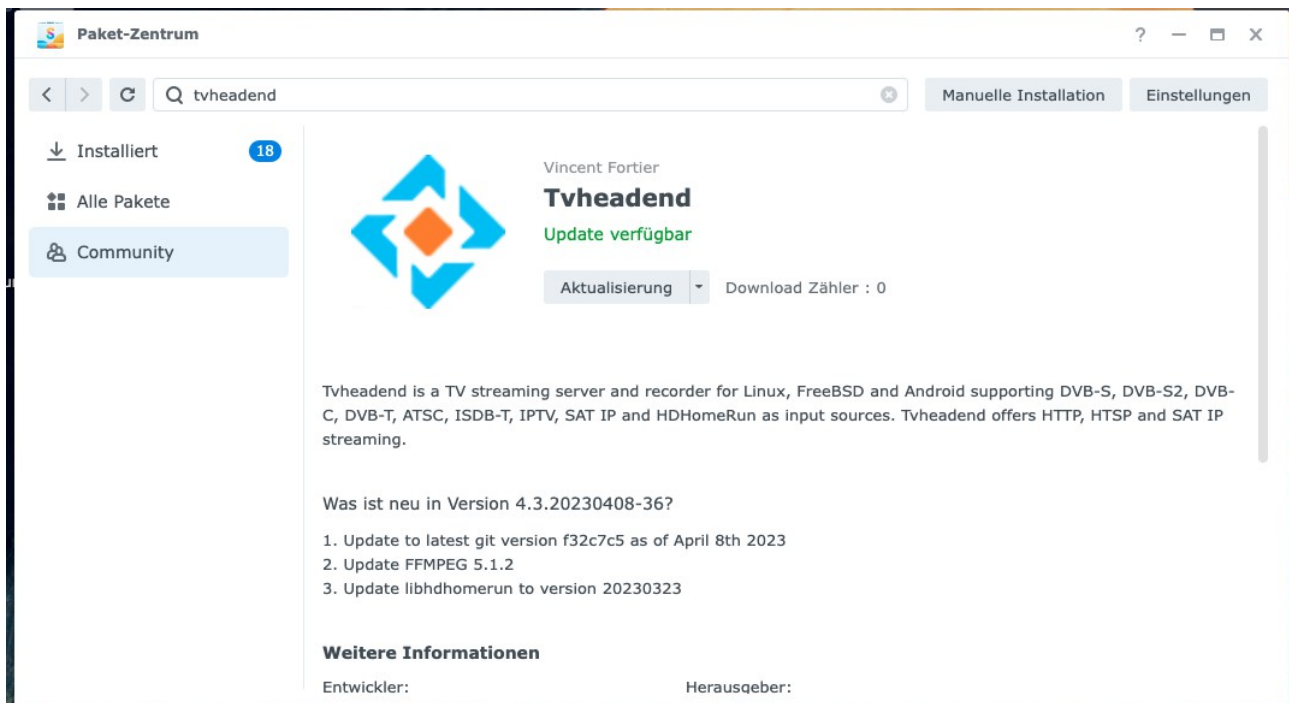 Paket-Zentrum
tvheadend
Manuelle Installation
Einstellungen
Installiert
18
Alle Pakete
Community
Vincent Fortier
Tvheadend
Update verfügbar
Aktualisierung
Download Zähler : 0
Tvheadend is a TV streaming server and recorder for Linux, FreeBSD and Android supporting DVB-S, DVB-S2, DVB-
C, DVB-T, ATSC, ISDB-T, IPTV, SAT IP and HDHomeRun as input sources. Tvheadend offers HTTP, HTSP and SAT IP
streaming.
Was ist neu in Version 4.3.20230408-36?
1. Update to latest git version f32c7c5 as of April 8th 2023
2. Update FFMPEG 5.1.2
3. Update libhdhomerun to version 20230323
Weitere Informationen
Entwickler:
Herausgeber: